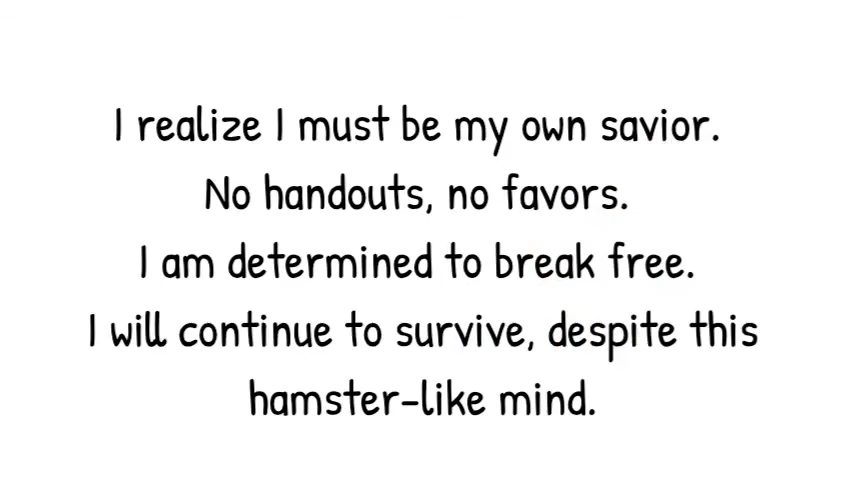 I realize I must be my own savior.
No handouts, no favors.
I am determined to break free.
I will continue to survive, despite this
hamster-like mind.